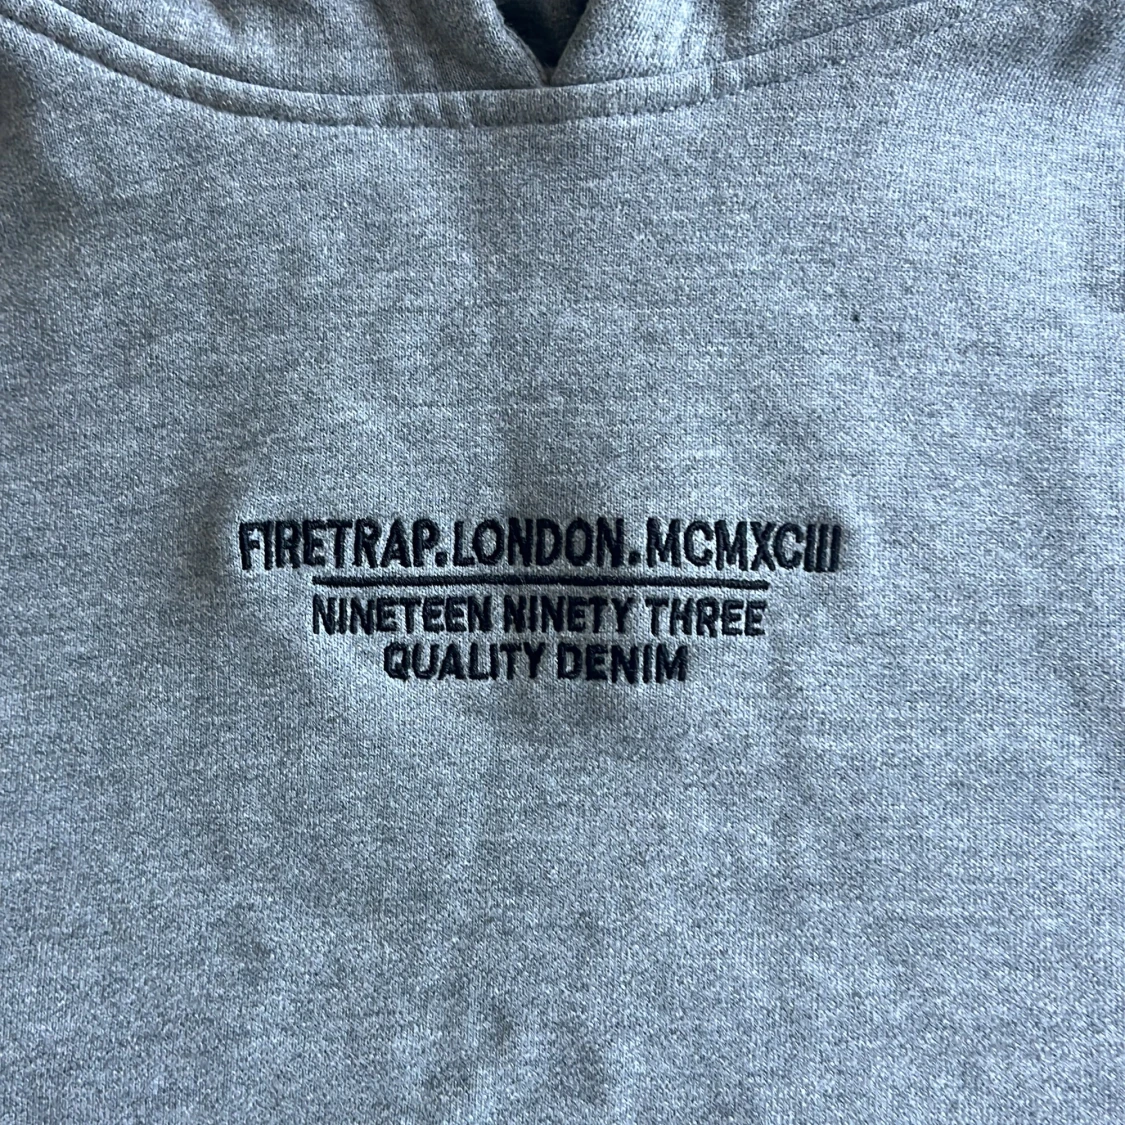 FIRETRAP.LONDON.MCMXCIII
NINETEEN NINETY THREE
QUALITY DENIM